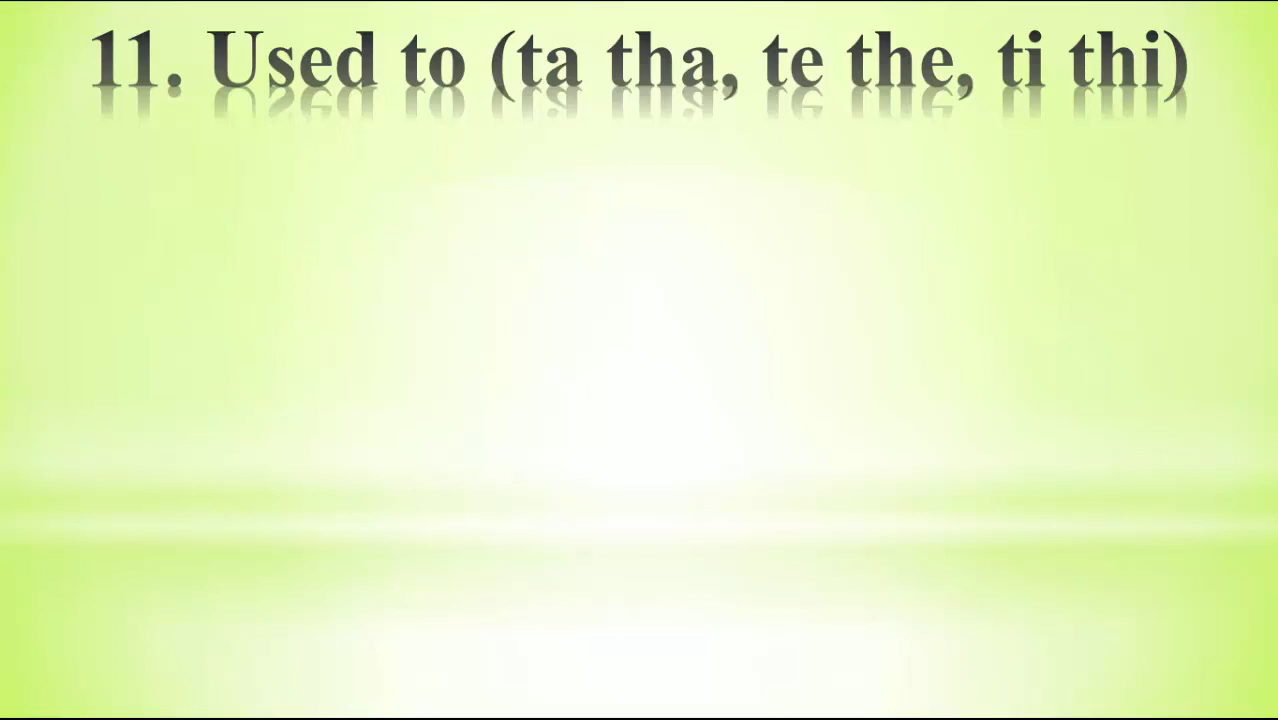 11. Used to (ta tha, te the, ti thi)